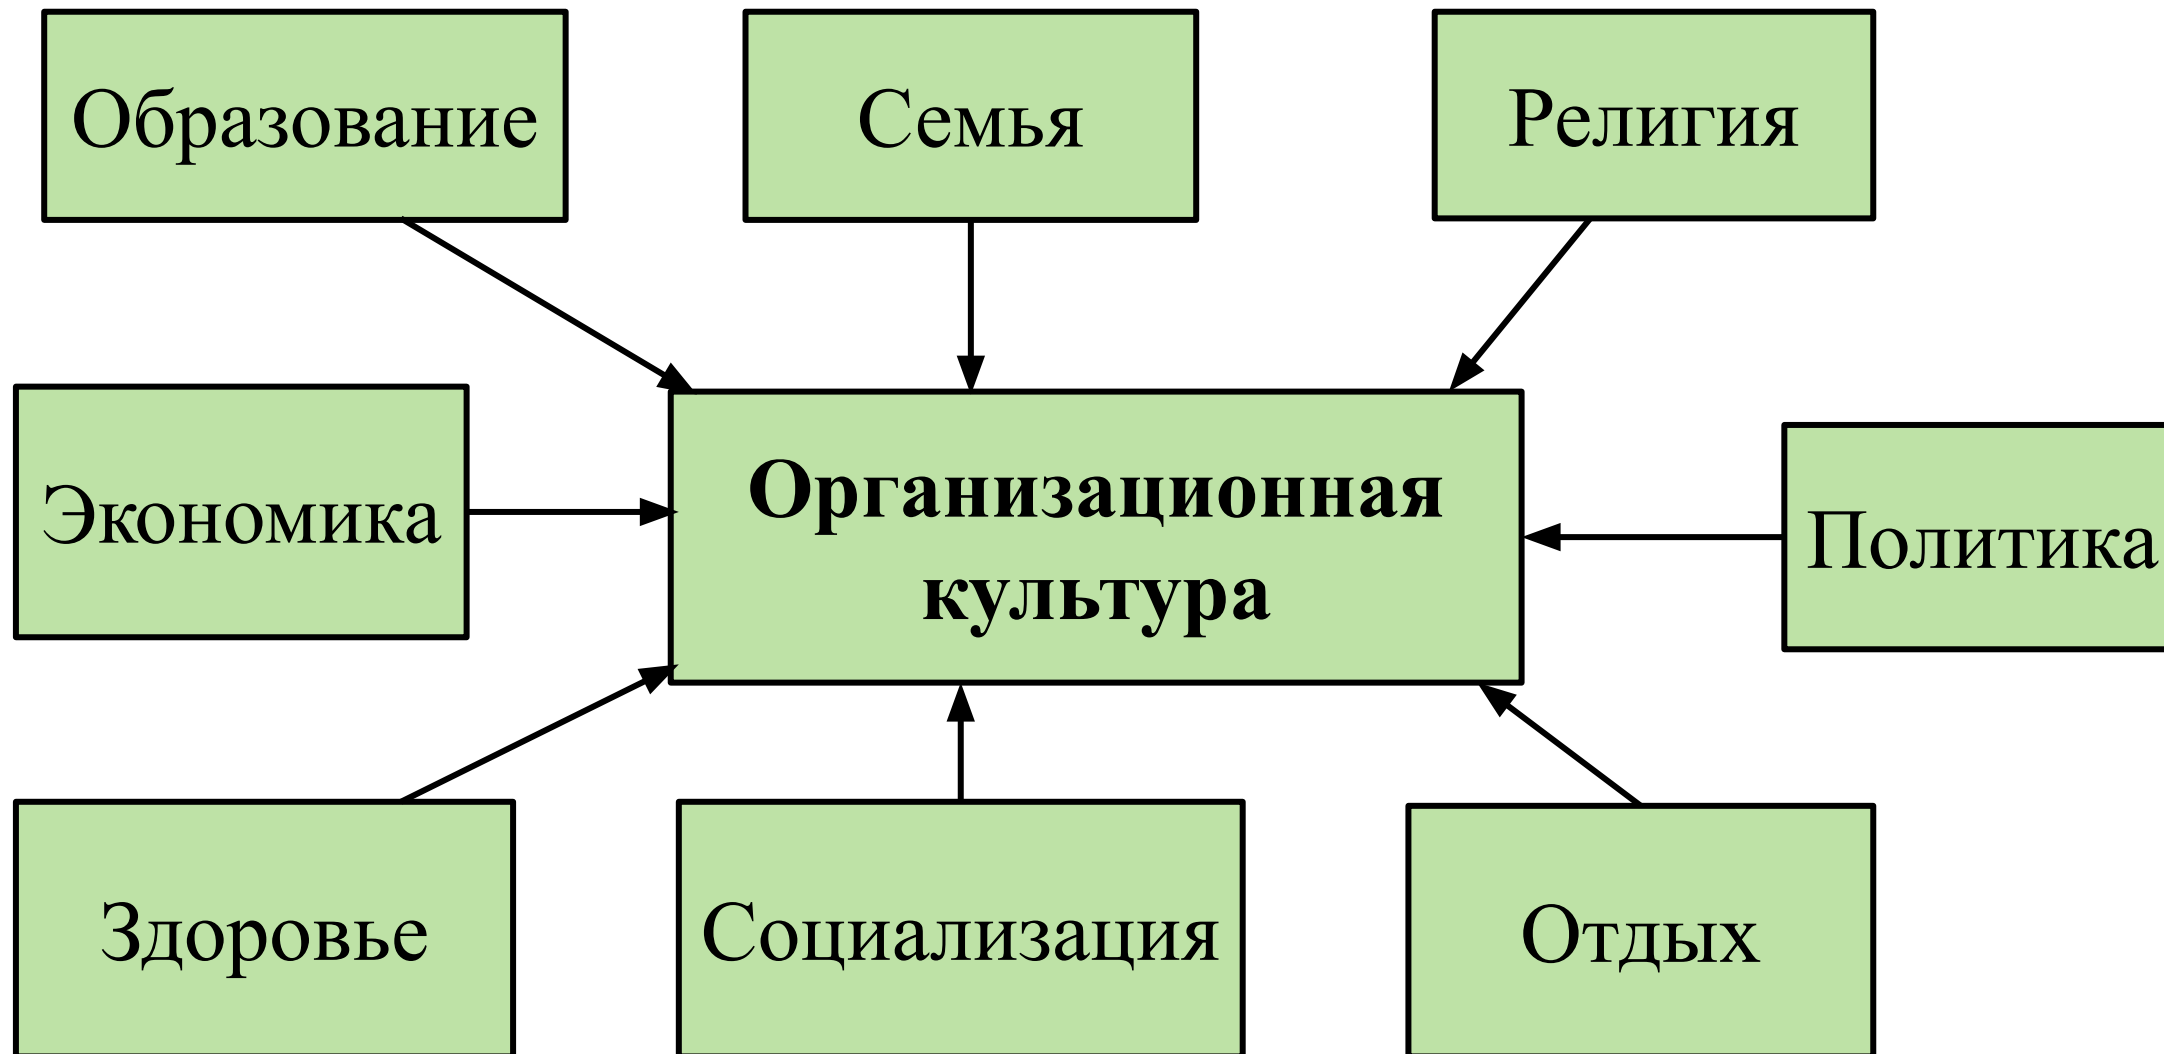 Образование
Семья
Религия
Экономика
Организационная
культура
Политика
Здоровье
Социализация
Отдых